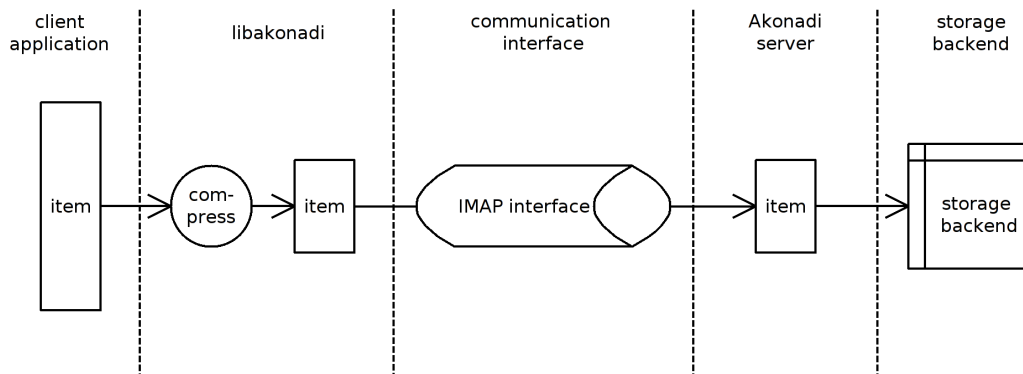 client
application
libakonadi
communication
interface
Akonadi
server
storage
backend
item
com-
press
item
IMAP interface
item
storage
backend